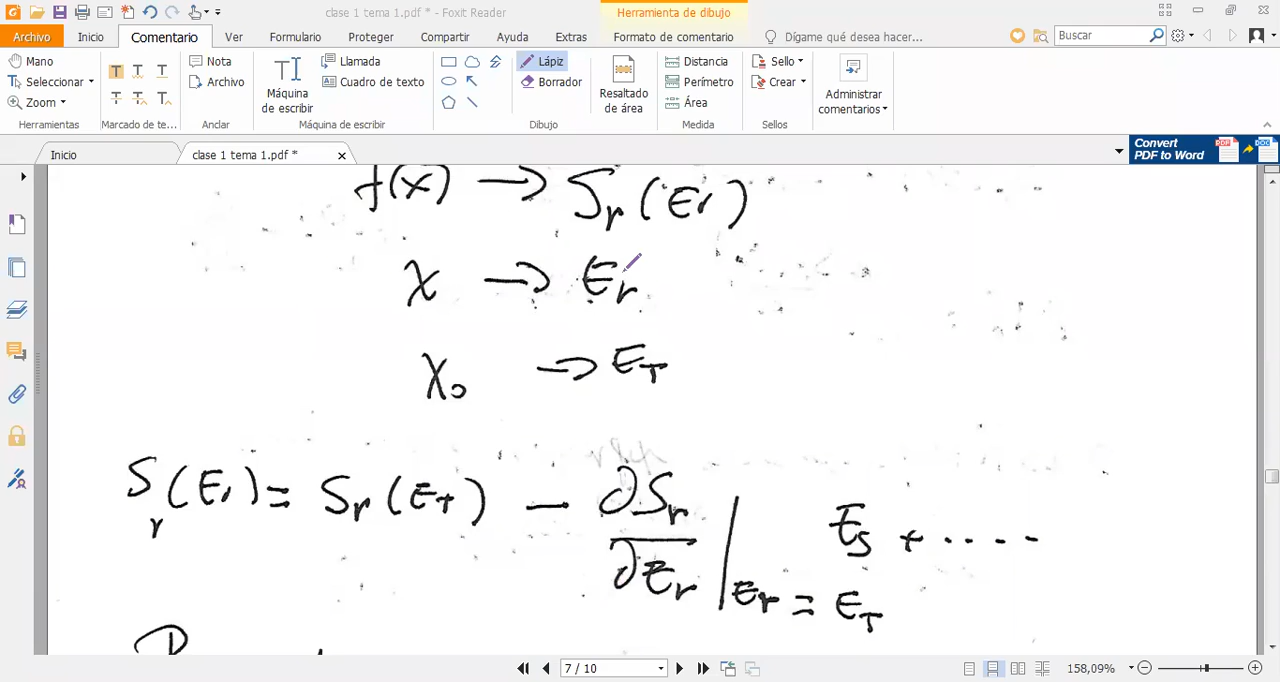 clase 1 tema 1.pdf * - Foxit Reader
Herramienta de dibujo
Archivo Inicio Comentario Ver Formulario Proteger Compartir Ayuda Extras Formato de comentario Dígame qué desea hacer... Buscar
Mano
Seleccionar
Zoom
Herramientas
T T T
T T T
Marcado de te...
Nota
Archivo
Anclar
Máquina de escribir
Llamada
Cuadro de texto
Máquina de escribir
Lápiz
Borrador
Dibujo
Resaltado de área
Distancia
Perímetro
Área
Medida
Sello
Crear
Sellos
Administrar comentarios
Comentarios
Inicio
clase 1 tema 1.pdf *
Convert
PDF to Word
f(x) → Sr(Er)
x → Er
x₀ → E_T
Sr(Er) = Sr(E_T) - ∂Sr/∂Er |Er = E_T Es + ....
7 / 10
158,09%